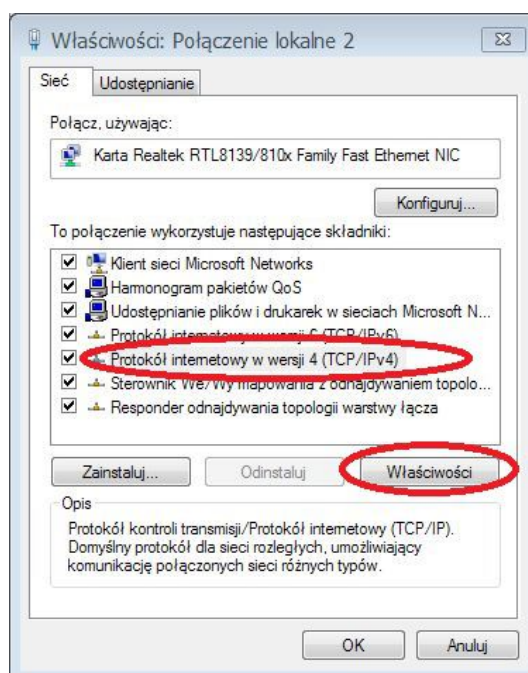 Właściwości: Połączenie lokalne 2
Sieć
Udostępnianie
Połącz, używając:
Karta Realtek RTL8139/810x Family Fast Ethernet NIC
Konfiguruj...
To połączenie wykorzystuje następujące składniki:
Klient sieci Microsoft Networks
Harmonogram pakietów QoS
Udostępnianie plików i drukarek w sieciach Microsoft N...
Protokół internetowy w wersji 6 (TCP/IPv6)
Protokół internetowy w wersji 4 (TCP/IPv4)
Sterownik We/Wy mapowania z odnajdywaniem topolo...
Responder odnajdywania topologii warstwy łącza
Zainstaluj...
Odinstaluj
Właściwości
Opis
Protokół kontroli transmisji/Protokół internetowy (TCP/IP).
Domyślny protokół dla sieci rozległych, umożliwiający
komunikację połączonych sieci różnych typów.
OK
Anuluj